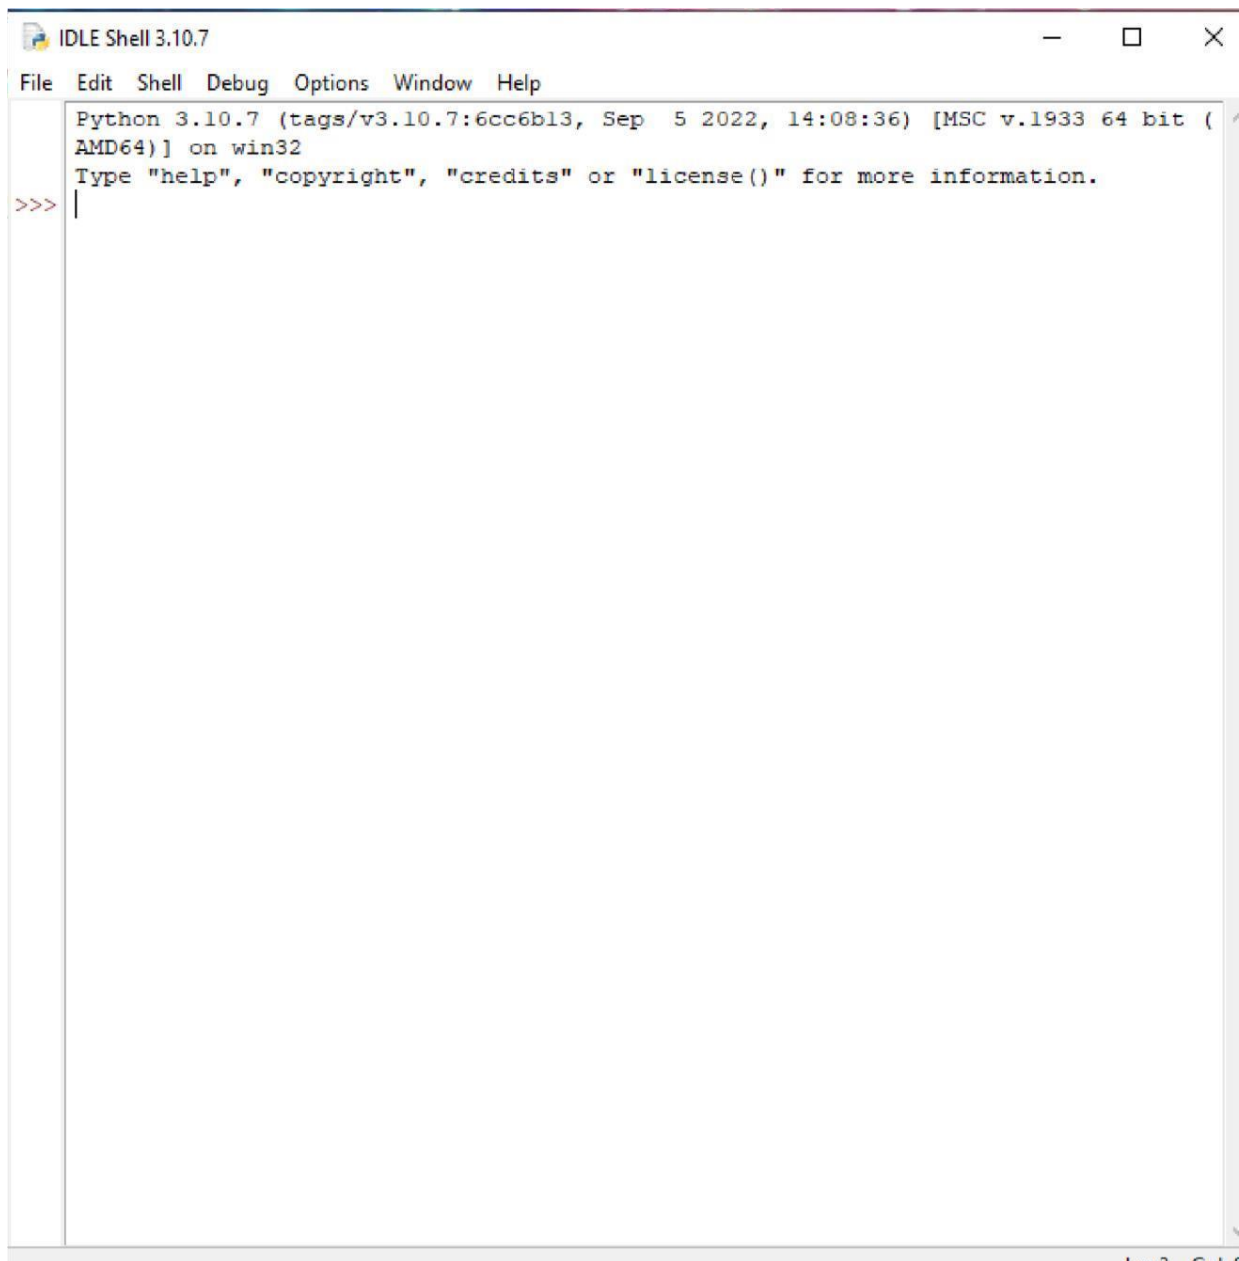 IDLE Shell 3.10.7
File Edit Shell Debug Options Window Help
Python 3.10.7 (tags/v3.10.7:6cc6b13, Sep  5 2022, 14:08:36) [MSC v.1933 64 bit (
AMD64)] on win32
Type "help", "copyright", "credits" or "license()" for more information.
>>>